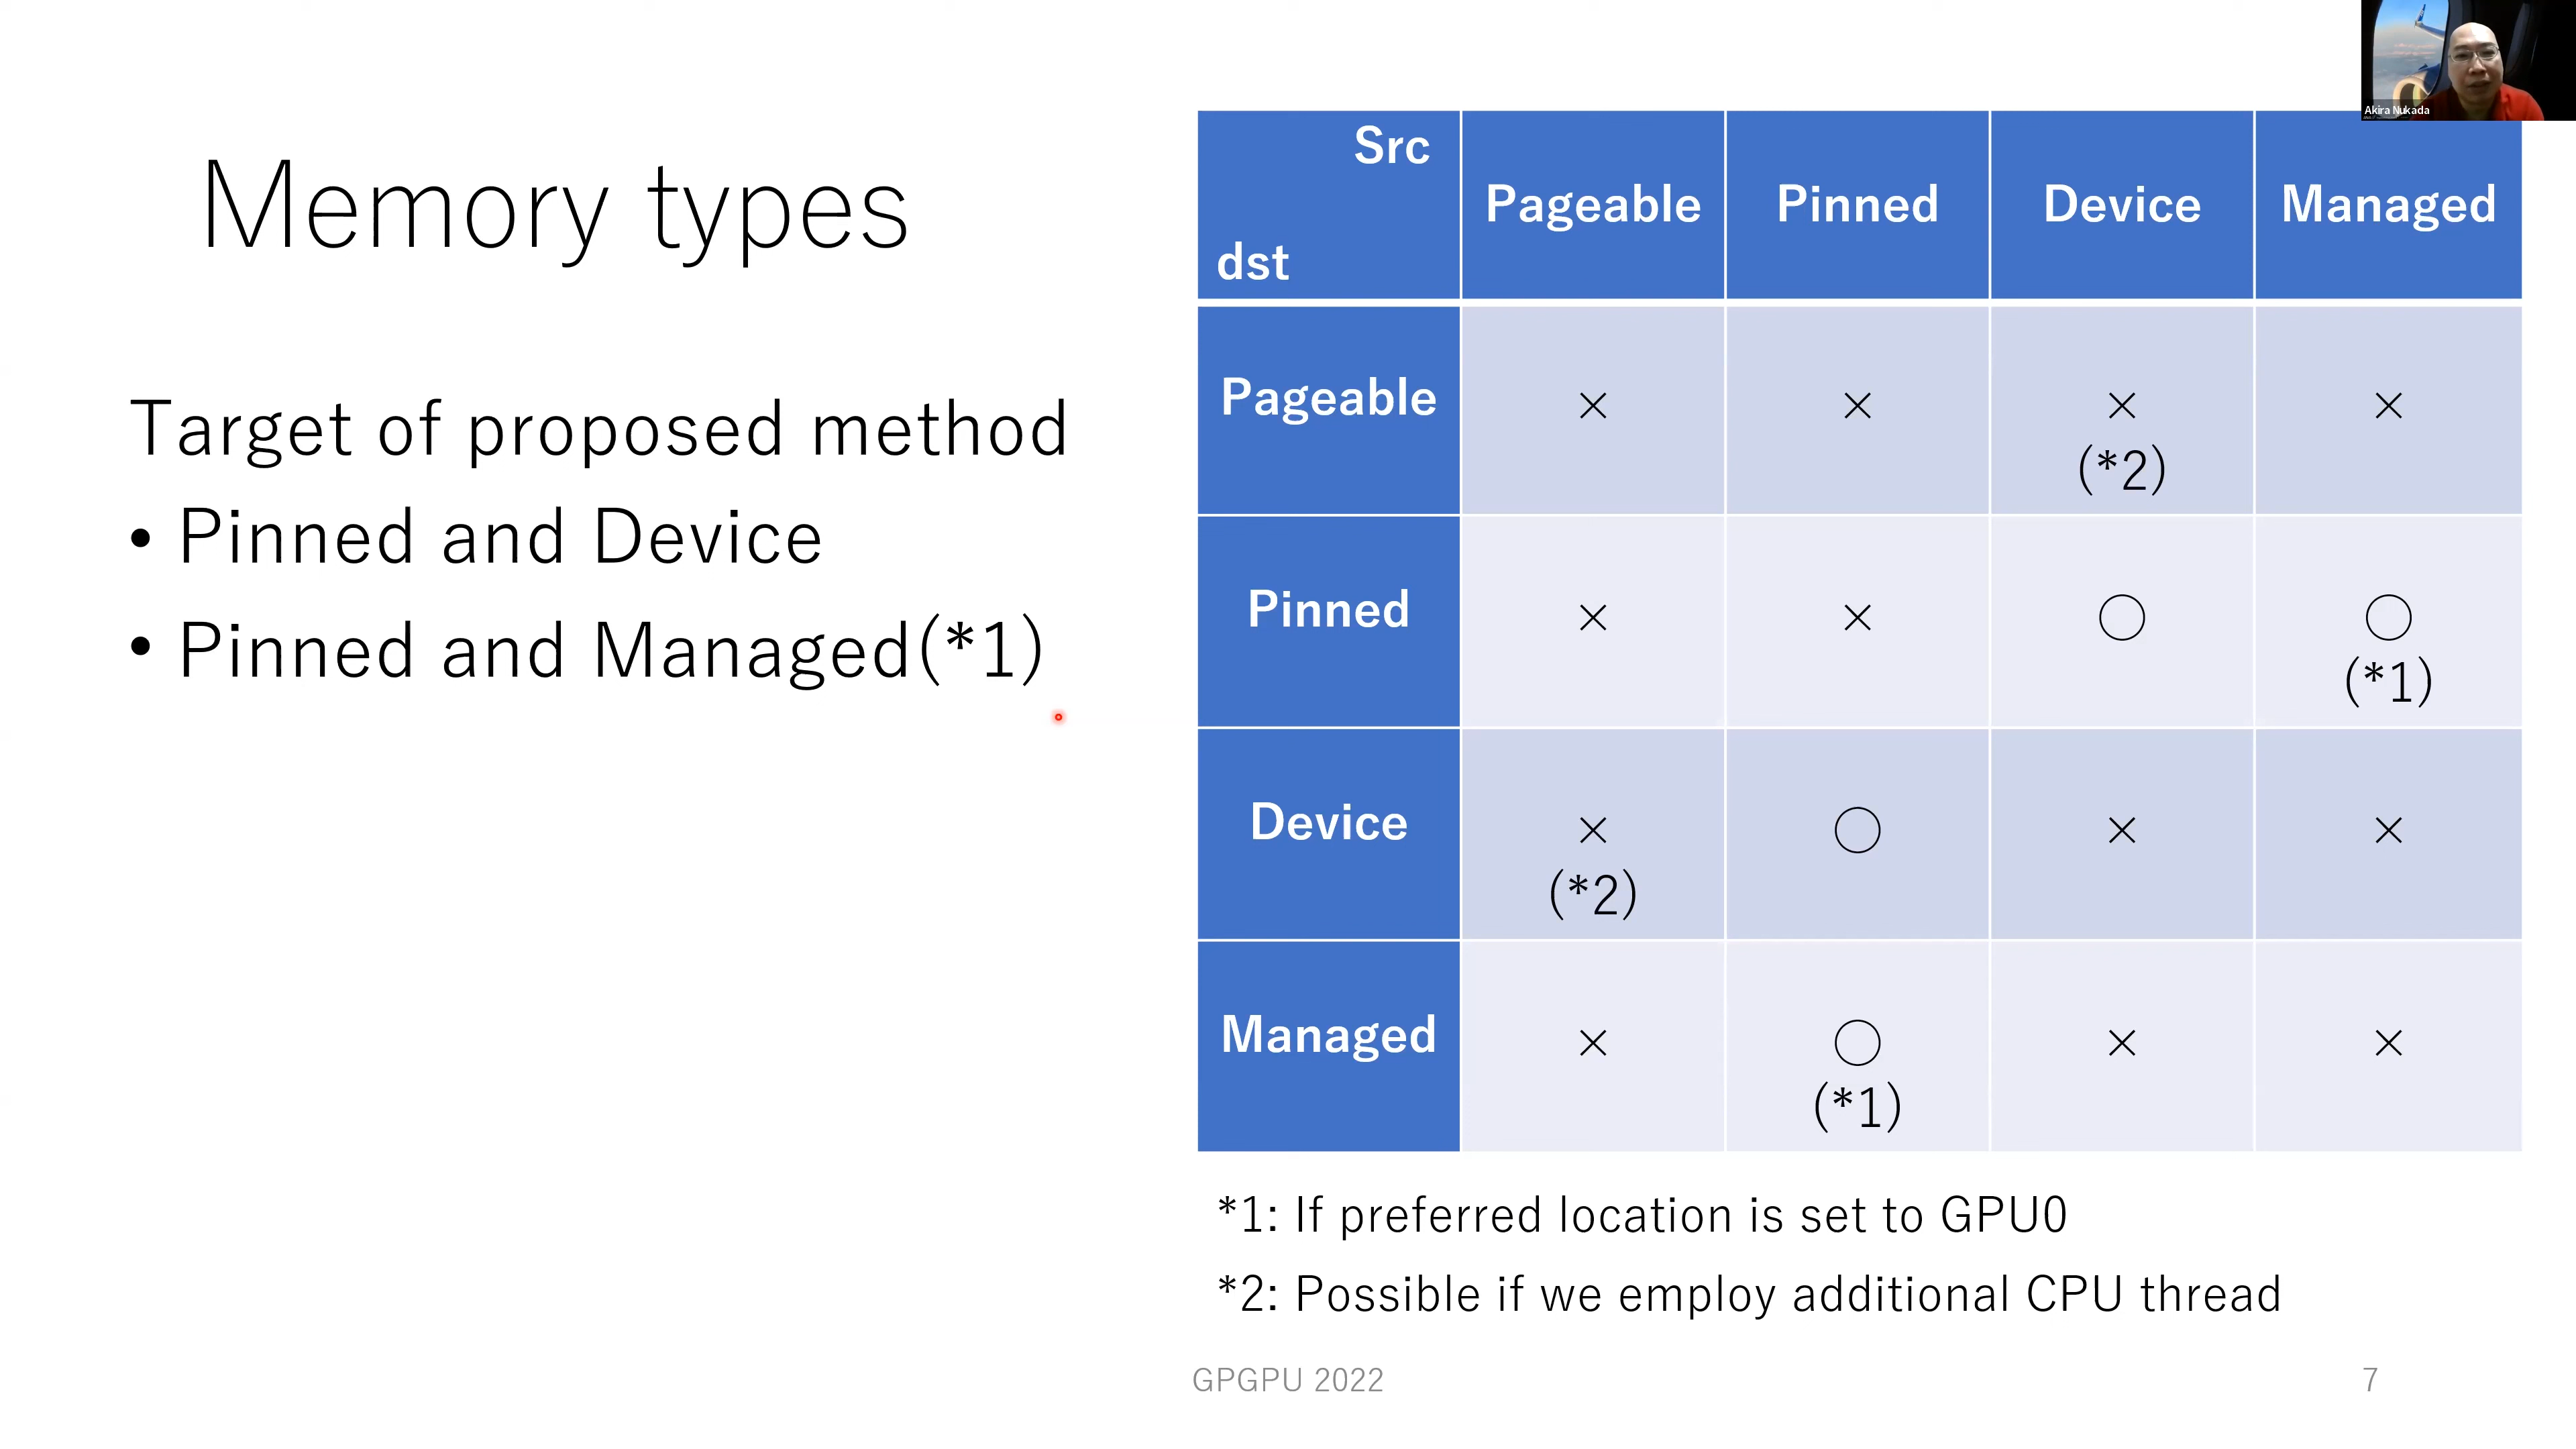 Akira Nukada
Memory types
Target of proposed method
• Pinned and Device
• Pinned and Managed(*1)
Src
dst
Pageable Pinned Device Managed
Pageable × × × ×
(*2)
Pinned × × ○ ○
(*1)
Device × ○ × ×
(*2)
Managed × ○ × ×
(*1)
*1: If preferred location is set to GPU0
*2: Possible if we employ additional CPU thread
GPGPU 2022
7